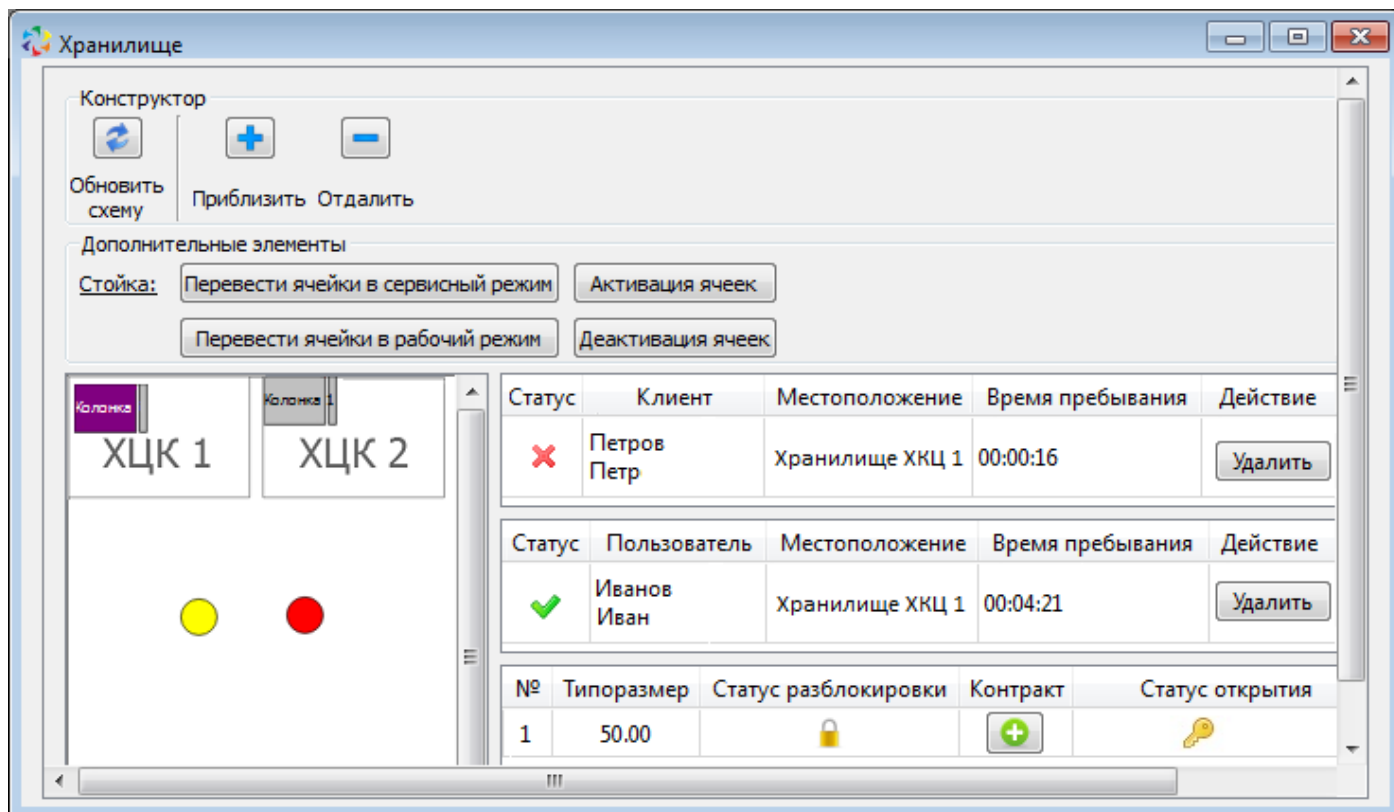 Хранилище
Конструктор
Обновить
схему
Приблизить Отдалить
Дополнительные элементы
Стойка: Перевести ячейки в сервисный режим Активация ячеек
Перевести ячейки в рабочий режим Деактивация ячеек
Колонка Колонка 1
ХЦК 1 ХЦК 2
Статус Клиент Местоположение Время пребывания Действие
Петров
Петр
Хранилище ХКЦ 1 00:00:16 Удалить
Статус Пользователь Местоположение Время пребывания Действие
Иванов
Иван
Хранилище ХКЦ 1 00:04:21 Удалить
№ Типоразмер Статус разблокировки Контракт Статус открытия
1 50.00